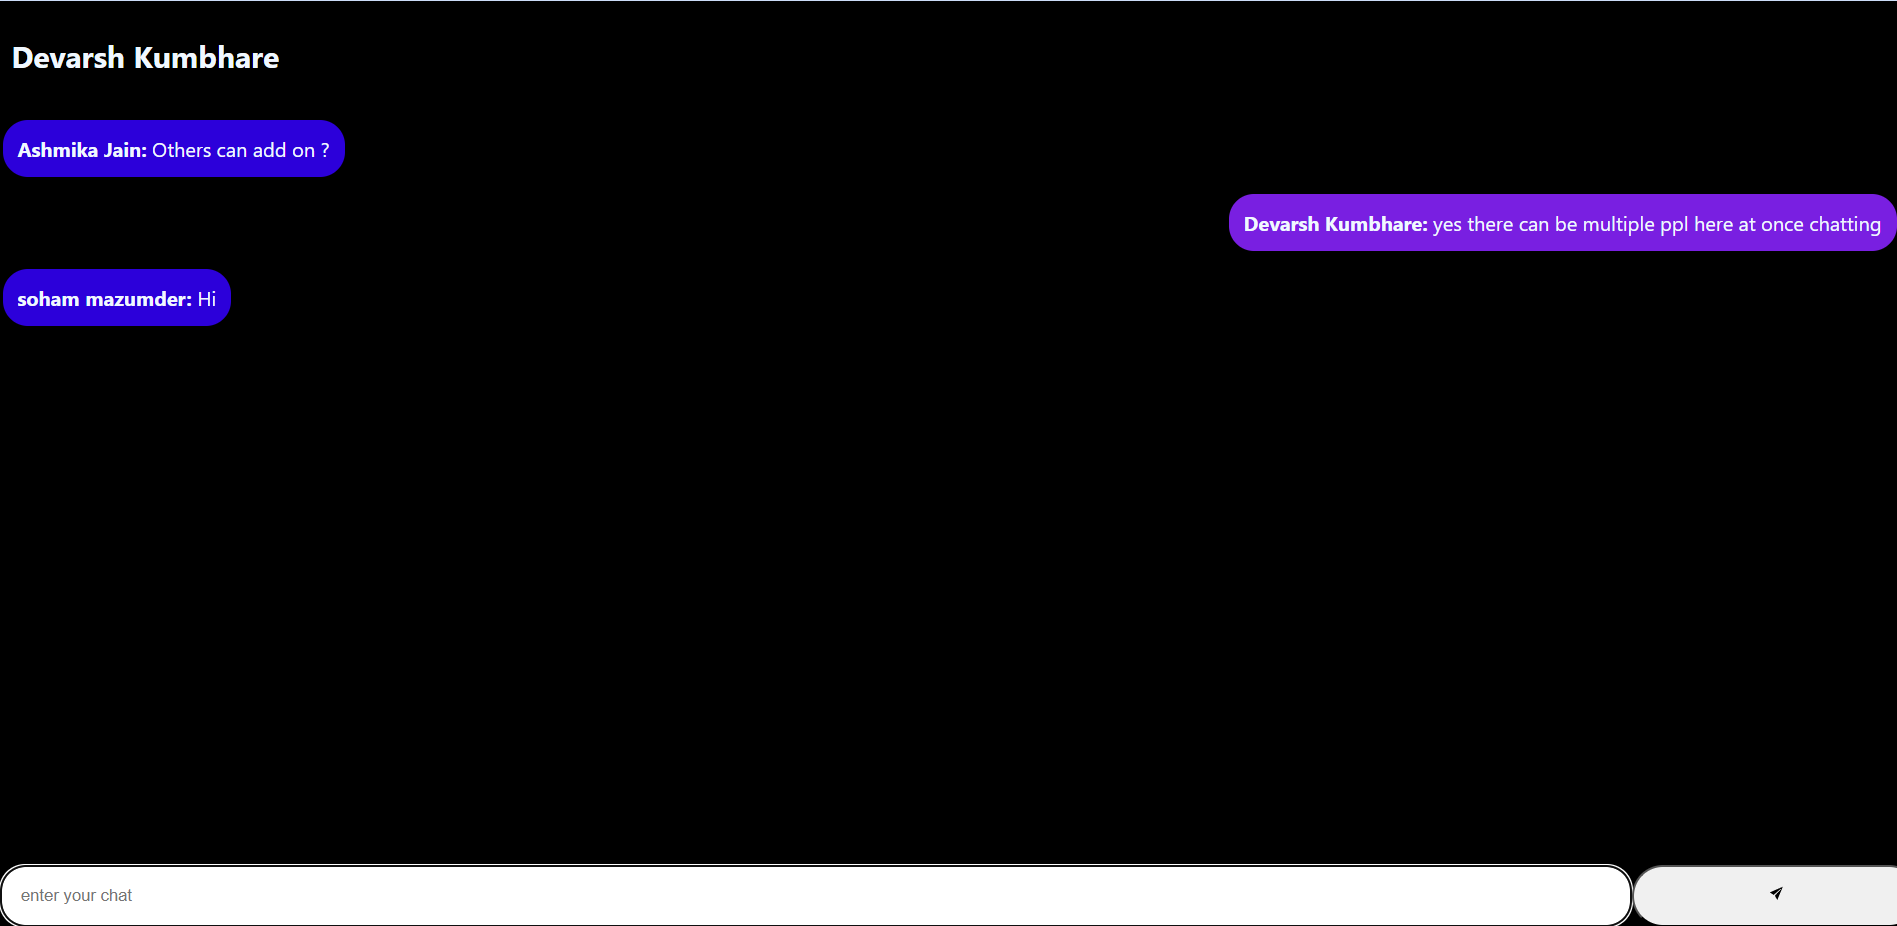 Devarsh Kumbhare
Ashmika Jain: Others can add on ?
Devarsh Kumbhare: yes there can be multiple ppl here at once chatting
soham mazumder: Hi
enter your chat